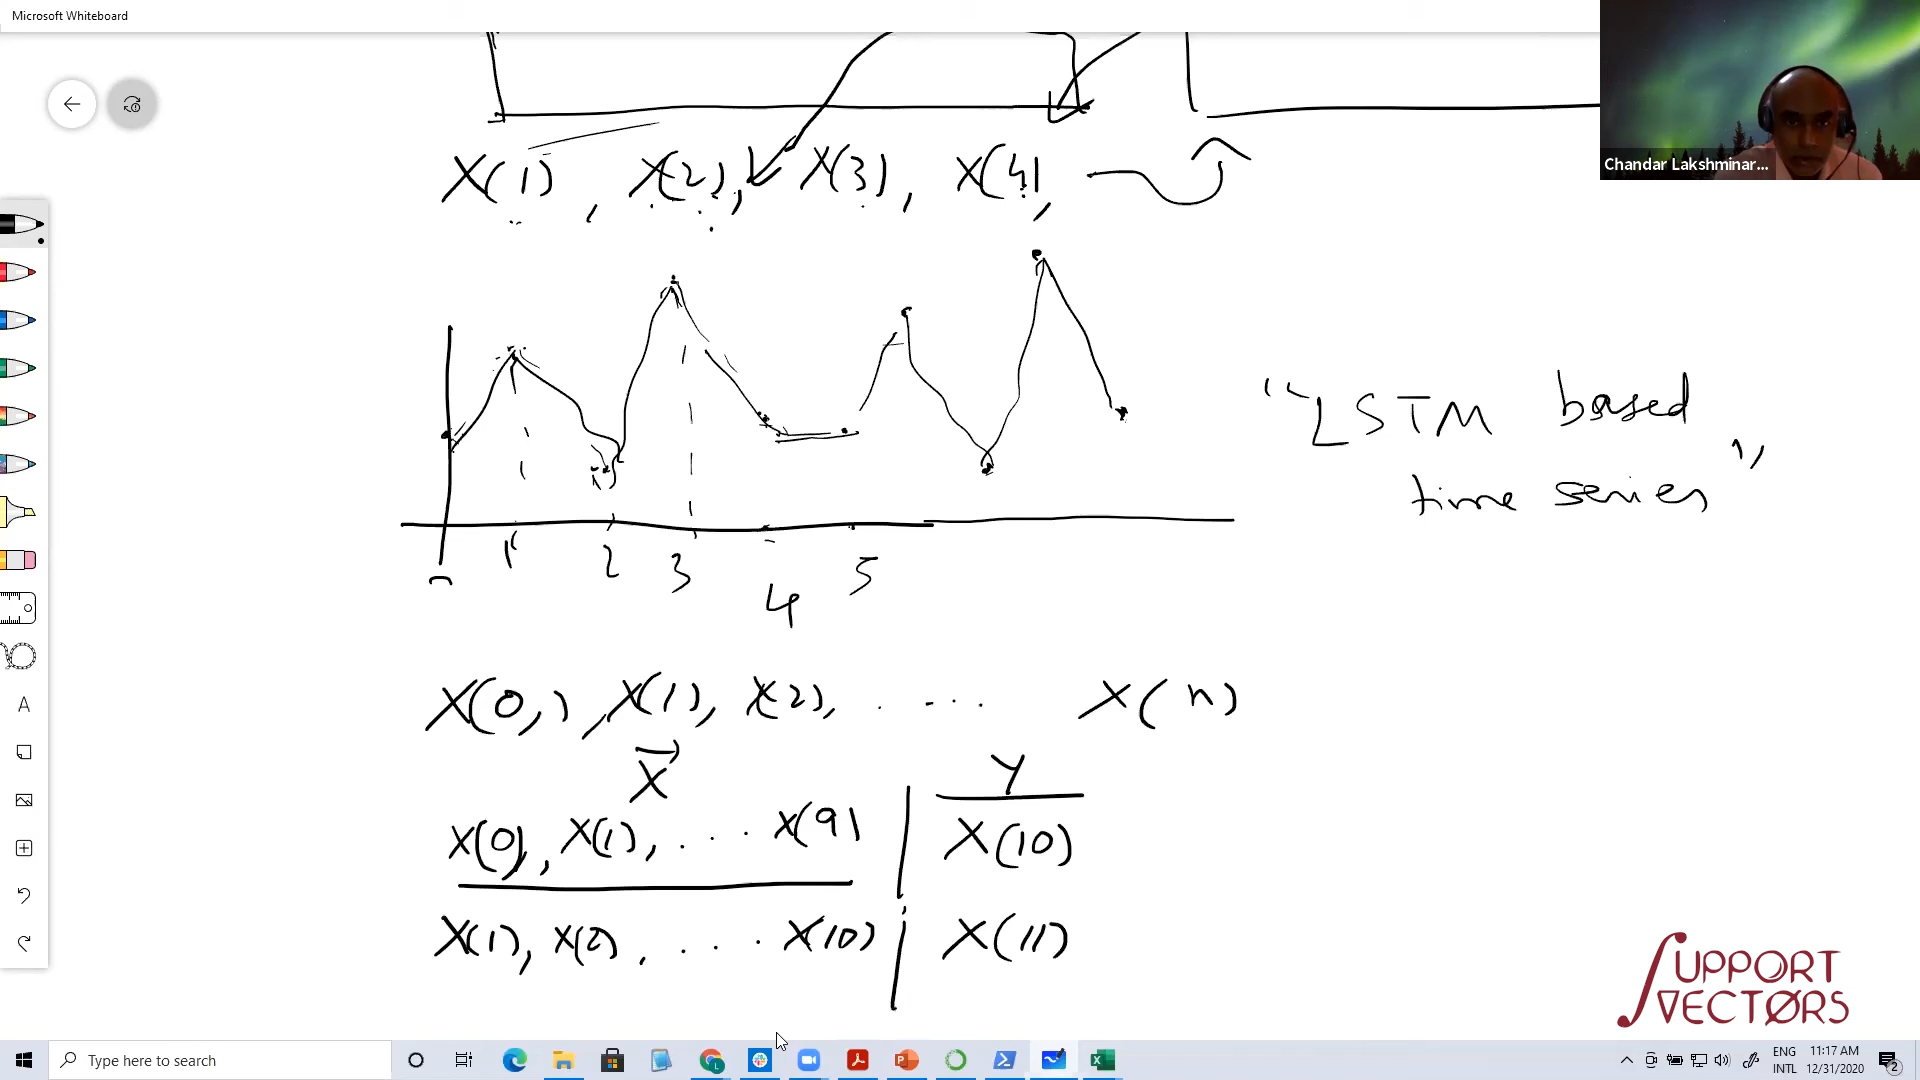 Microsoft Whiteboard
Chandar Lakshminar...
X(1), X(2), X(3), X(4),
"LSTM based
time series"
0 1 2 3 4 5
X(0,), X(1), X(2), . ... X(n)
X Y
X(0), X(1), ... X(9) | X(10)
X(1), X(2), ... X(10) | X(11)
SUPPORT
VECTORS
A
Type here to search
ENG 11:17 AM
INTL 12/31/2020
2